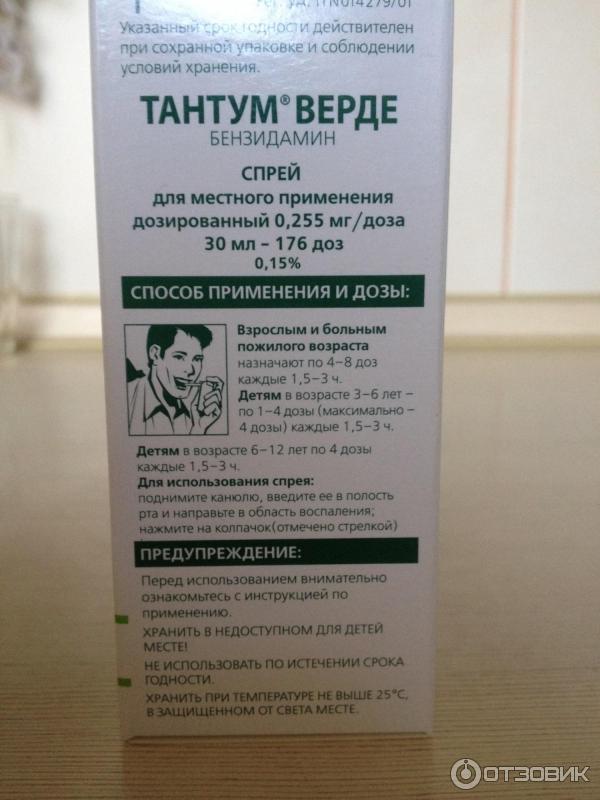 Рег. уд. ПN014279/01
Указанный срок годности действителен
при сохранной упаковке и соблюдении
условий хранения.
ТАНТУМ® ВЕРДЕ
БЕНЗИДАМИН
СПРЕЙ
для местного применения
дозированный 0,255 мг/доза
30 мл – 176 доз
0,15%
СПОСОБ ПРИМЕНЕНИЯ И ДОЗЫ:
Взрослым и больным
пожилого возраста
назначают по 4–8 доз
каждые 1,5–3 ч.
Детям в возрасте 3–6 лет –
по 1–4 дозы (максимально –
4 дозы) каждые 1,5–3 ч.
Детям в возрасте 6–12 лет по 4 дозы
каждые 1,5–3 ч.
Для использования спрея:
поднимите канюлю, введите ее в полость
рта и направьте в область воспаления;
нажмите на колпачок(отмечено стрелкой)
ПРЕДУПРЕЖДЕНИЕ:
Перед использованием внимательно
ознакомьтесь с инструкцией по
применению.
ХРАНИТЬ В НЕДОСТУПНОМ ДЛЯ ДЕТЕЙ
МЕСТЕ!
НЕ ИСПОЛЬЗОВАТЬ ПО ИСТЕЧЕНИИ СРОКА
ГОДНОСТИ.
ХРАНИТЬ ПРИ ТЕМПЕРАТУРЕ НЕ ВЫШЕ 25°С,
В ЗАЩИЩЕННОМ ОТ СВЕТА МЕСТЕ.
ОТЗОВИК